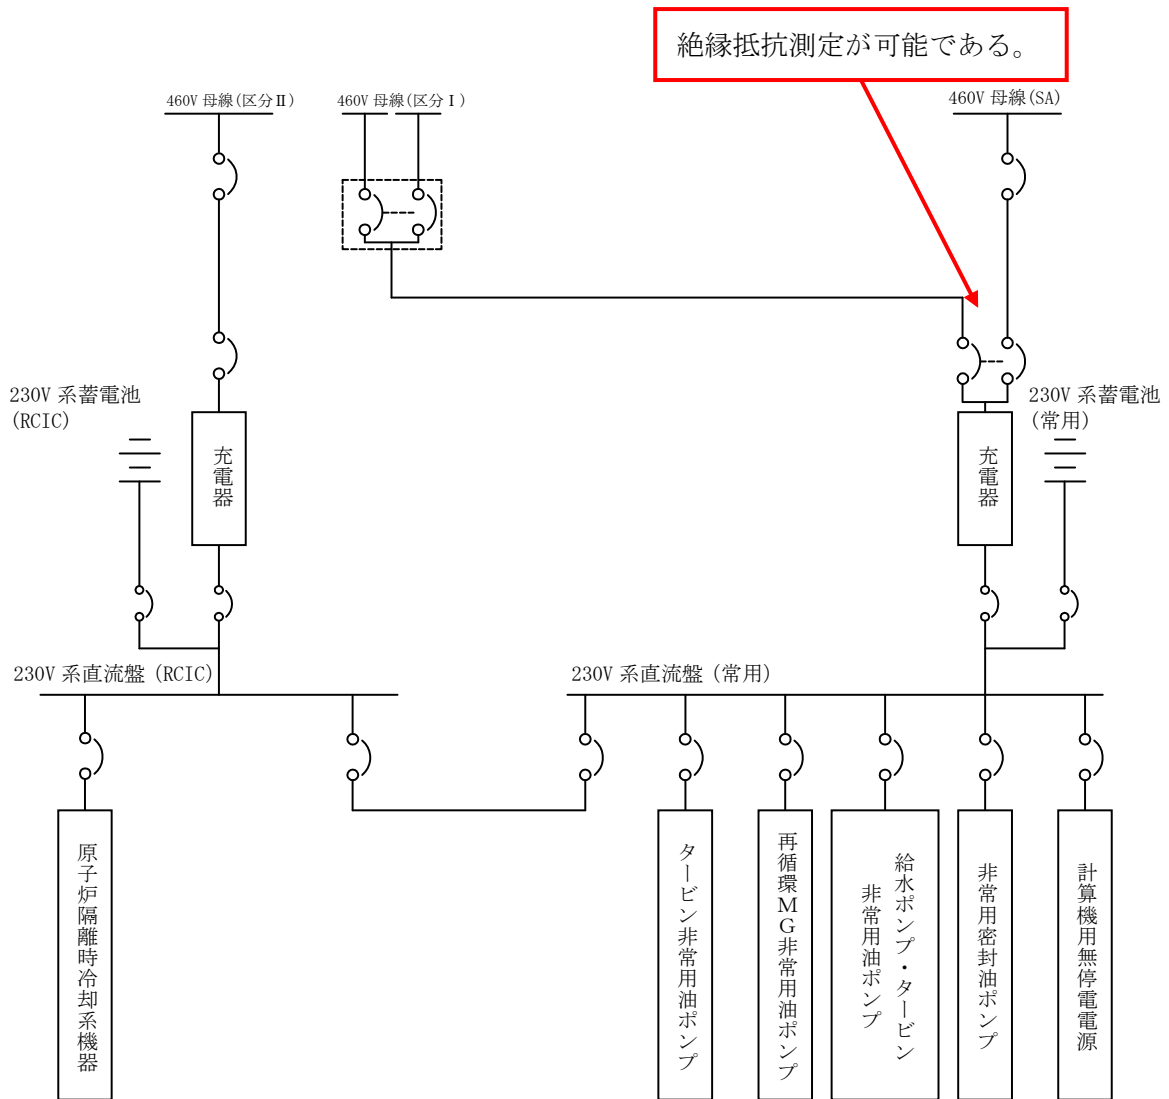 絶縁抵抗測定が可能である。
460V 母線(区分Ⅱ)
460V 母線(区分Ⅰ)
460V 母線(SA)
230V 系蓄電池
(RCIC)
充電器
充電器
230V 系蓄電池
(常用)
230V 系直流盤 (RCIC)
230V 系直流盤 (常用)
原子炉隔離時冷却系機器
タービン非常用油ポンプ
再循環MG非常用油ポンプ
給水ポンプ・タービン
非常用油ポンプ
非常用密封油ポンプ
計算機用無停電電源